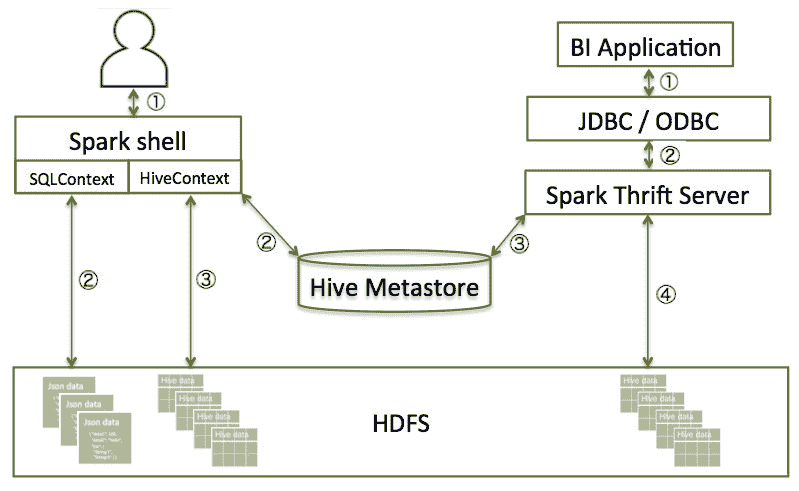 BI Application
①
①
JDBC / ODBC
Spark shell
②
SQLContext
HiveContext
Spark Thrift Server
②
③
②
③
Hive Metastore
④
HDFS
Json data
Json data
Json data
Hive data
Hive data
Hive data
Hive data
Hive data
Hive data
Hive data
Hive data